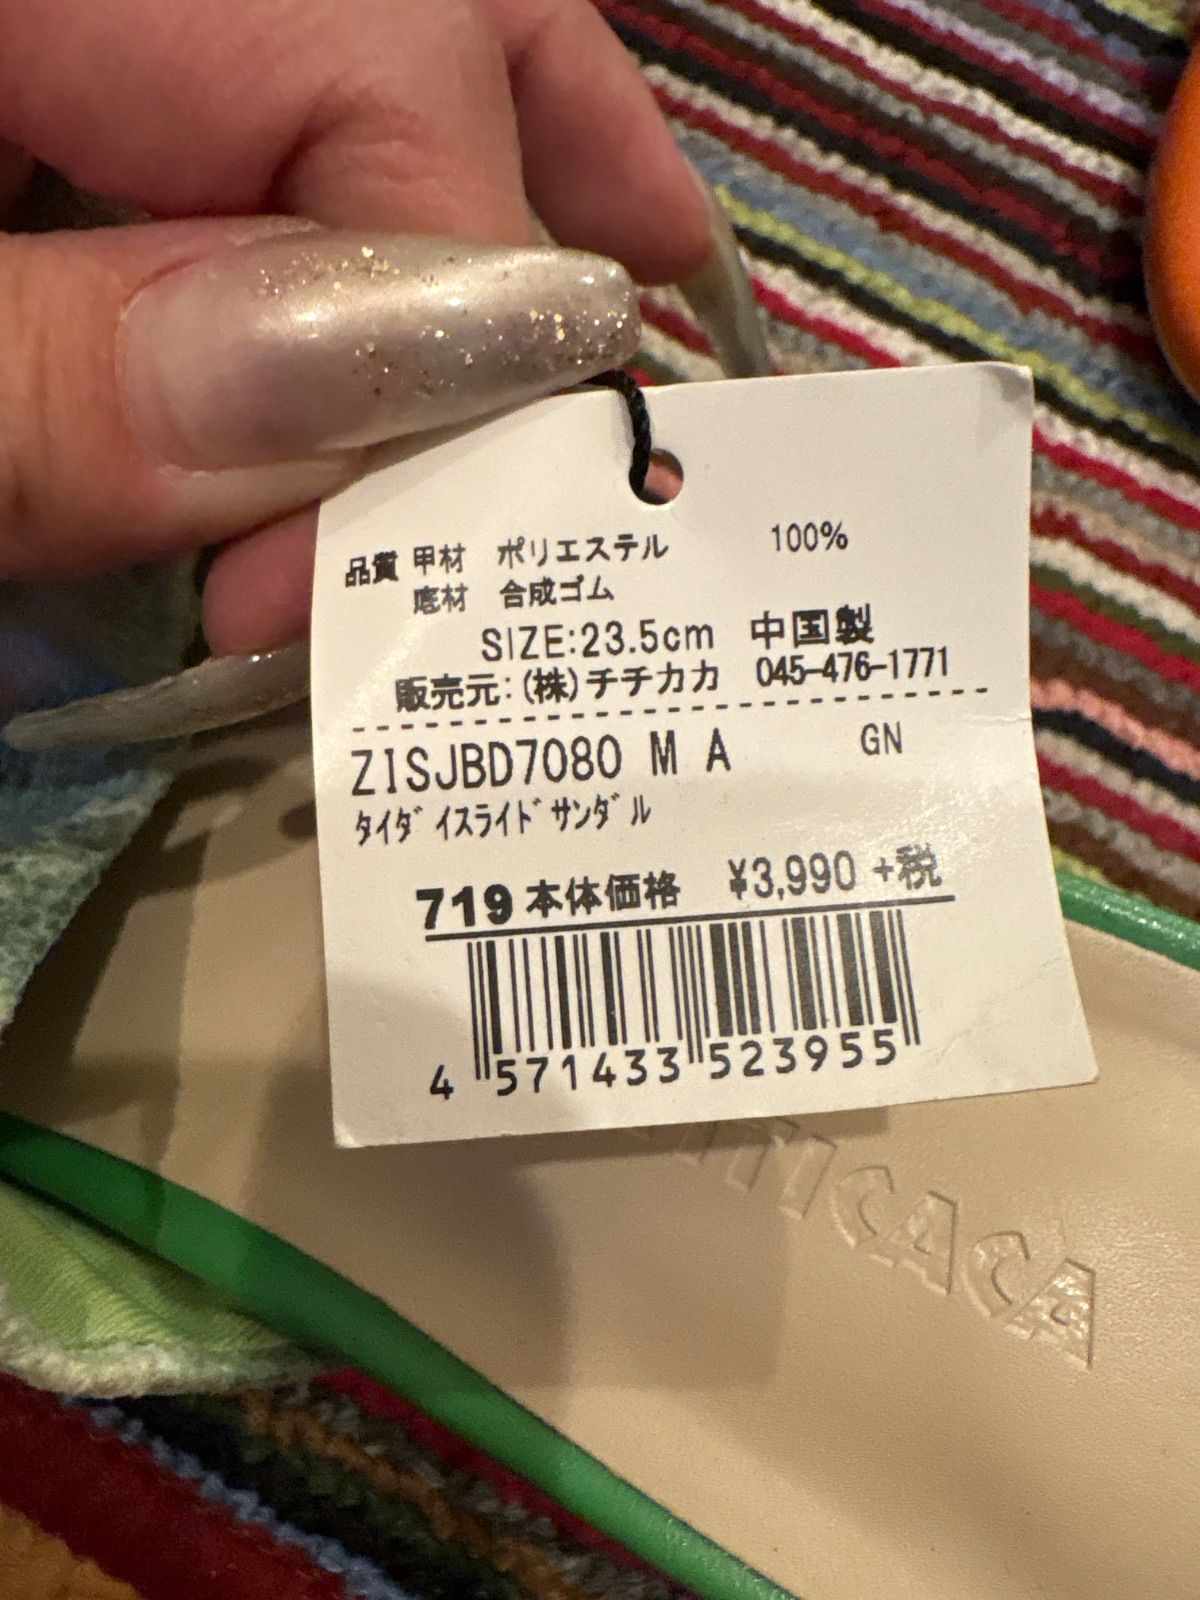 品質 甲材 ポリエステル 100%
底材 合成ゴム
SIZE:23.5cm 中国製
販売元:(株)チチカカ 045-476-1771
ZISJBD7080 M A GN
ﾀｲﾀﾞｲｽﾗｲﾄﾞｻﾝﾀﾞﾙ
719 本体価格 ¥3,990 +税
4 571433 523955
TITICACA